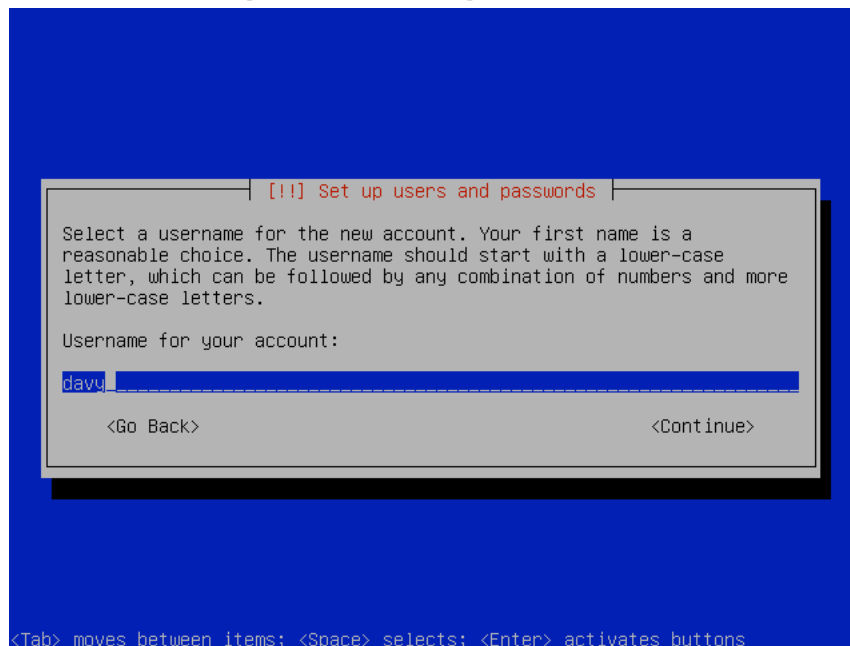 [!!] Set up users and passwords
Select a username for the new account. Your first name is a
reasonable choice. The username should start with a lower-case
letter, which can be followed by any combination of numbers and more
lower-case letters.
Username for your account:
davy
<Go Back> <Continue>
<Tab> moves between items; <Space> selects; <Enter> activates buttons